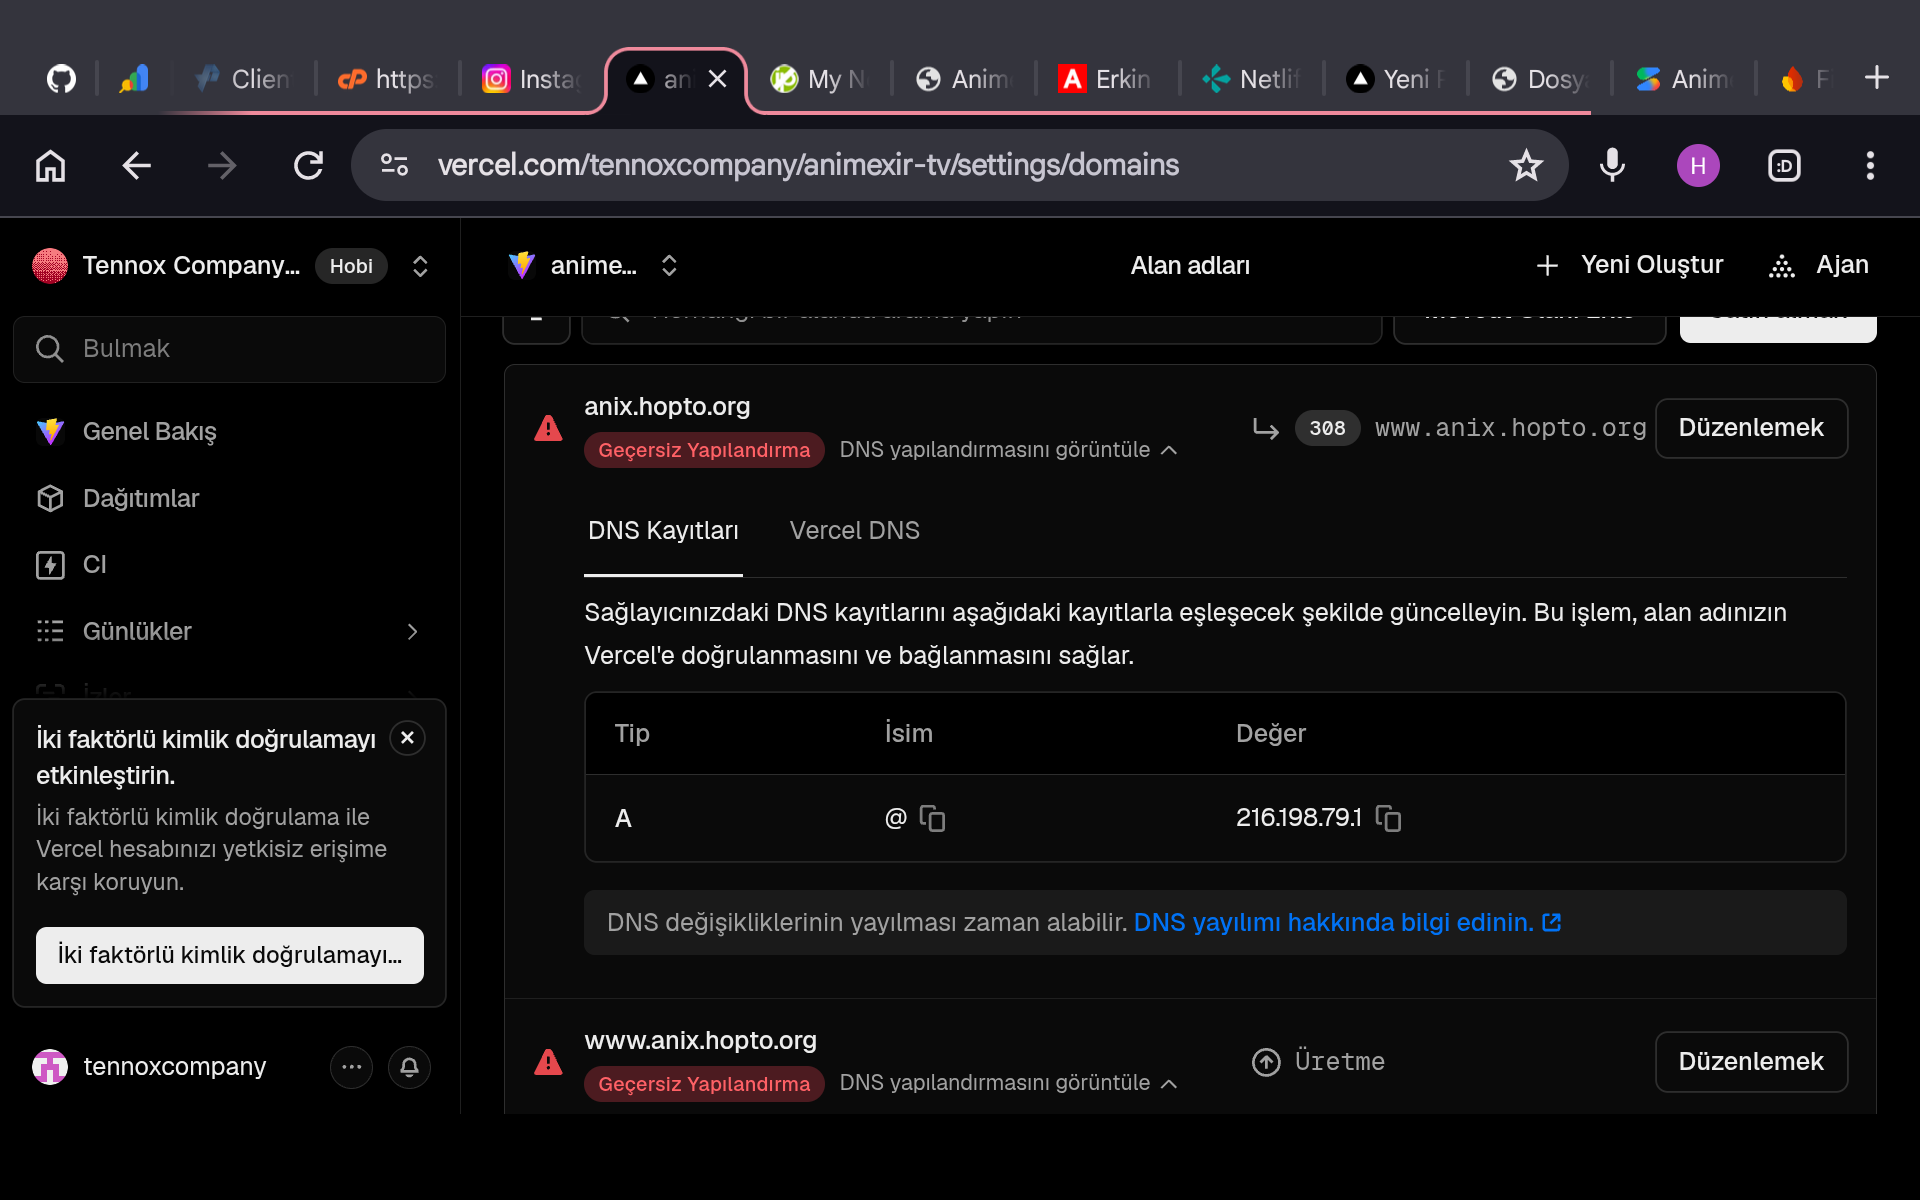 Clien
https
Insta
an
My N
Anim
Erkin
Netlif
Yeni
Dosy
Anim
vercel.com/tennoxcompany/animexir-tv/settings/domains
H
:D
Tennox Company...
Hobi
anime...
Alan adları
Yeni Oluştur
Ajan
Bulmak
Genel Bakış
Dağıtımlar
CI
Günlükler
İzler
İki faktörlü kimlik doğrulamayı
etkinleştirin.
İki faktörlü kimlik doğrulama ile
Vercel hesabınızı yetkisiz erişime
karşı koruyun.
İki faktörlü kimlik doğrulamayı...
tennoxcompany
anix.hopto.org
Geçersiz Yapılandırma
DNS yapılandırmasını görüntüle
308
www.anix.hopto.org
Düzenlemek
DNS Kayıtları
Vercel DNS
Sağlayıcınızdaki DNS kayıtlarını aşağıdaki kayıtlarla eşleşecek şekilde güncelleyin. Bu işlem, alan adınızın
Vercel'e doğrulanmasını ve bağlanmasını sağlar.
Tip İsim Değer
A @ 216.198.79.1
DNS değişikliklerinin yayılması zaman alabilir. DNS yayılımı hakkında bilgi edinin.
www.anix.hopto.org
Geçersiz Yapılandırma
DNS yapılandırmasını görüntüle
Üretme
Düzenlemek